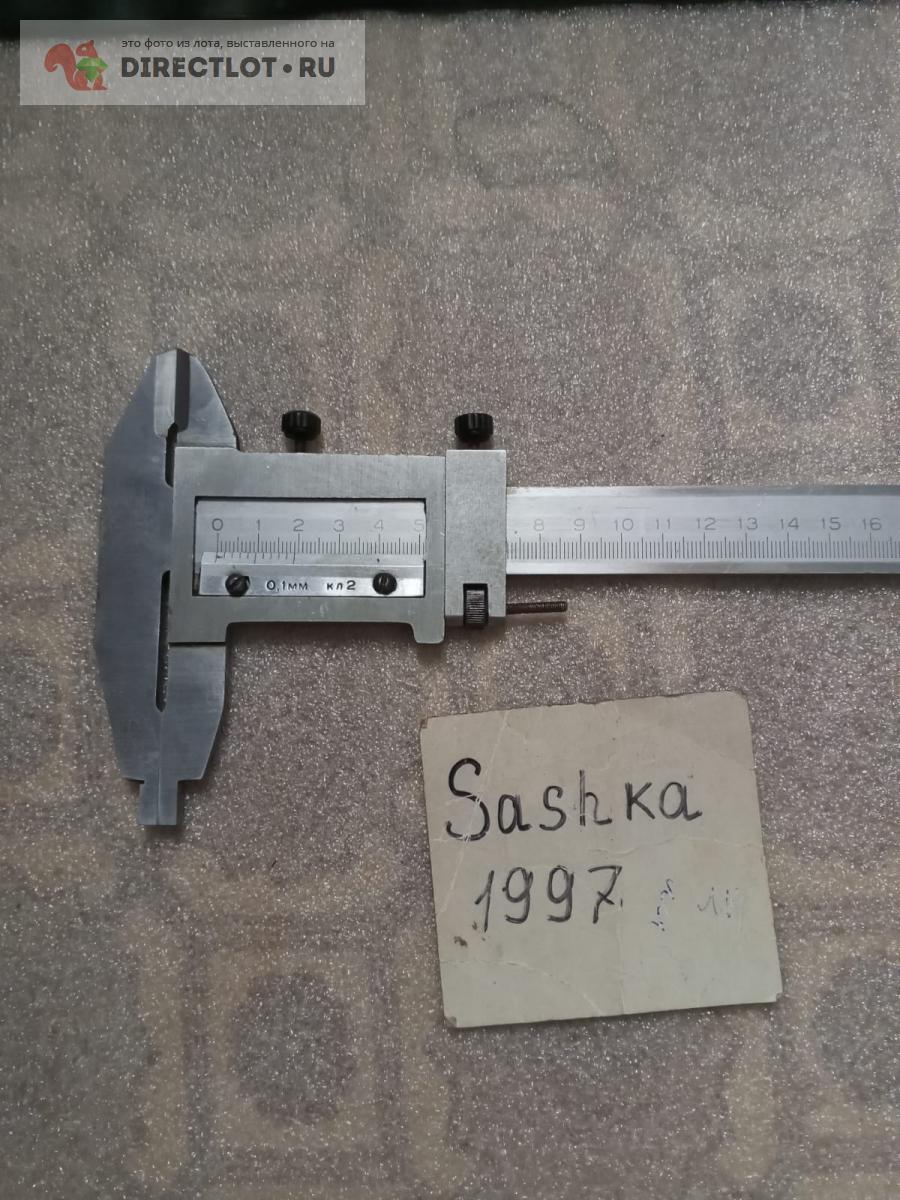 это фото из лота, выставленного на
DIRECTLOT•RU
0 1 2 3 4 5 8 9 10 11 12 13 14 15 16
0,1мм кл2
Sashka
1997